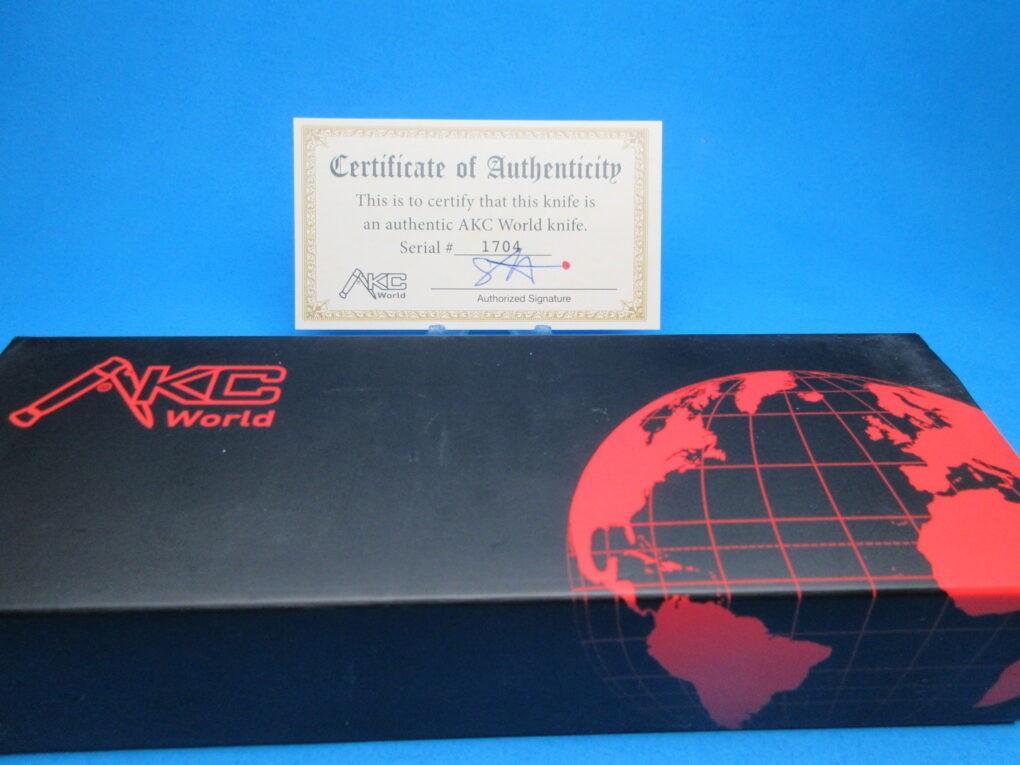 Certificate of Authenticity
This is to certify that this knife is
an authentic AKC World knife.
Serial # 1704
AKC
World
Authorized Signature
AKC
World